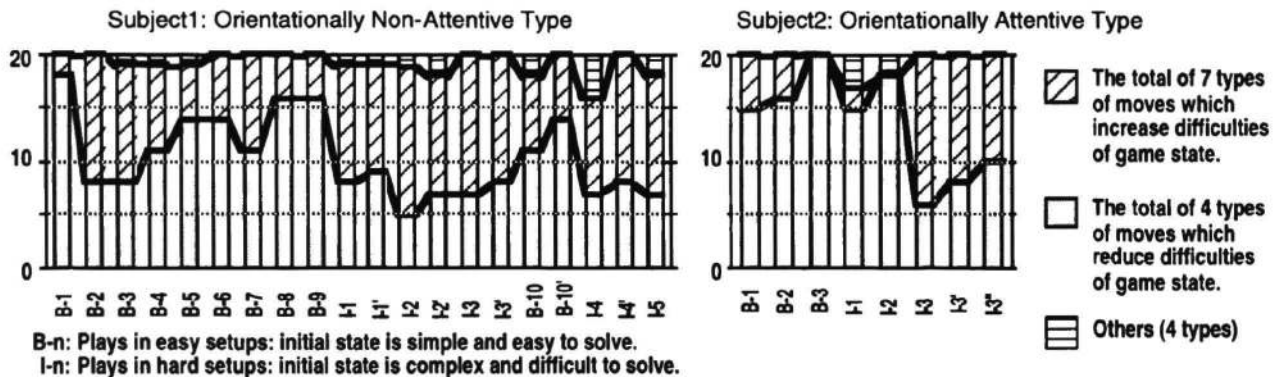 Subject1: Orientationally Non-Attentive Type
Subject2: Orientationally Attentive Type
20
10
0
B-1
B-2
B-3
B-4
B-5
B-6
B-7
B-8
B-9
I-1
I-1'
I-2
I-2'
I-3
I-3'
B-10
B-10'
I-4
I-4'
I-5
20
10
0
B-1
B-2
B-3
I-1
I-2
I-3
I-3'
I-3"
The total of 7 types
of moves which
increase difficulties
of game state.
The total of 4 types
of moves which
reduce difficulties
of game state.
Others (4 types)
B-n: Plays in easy setups: initial state is simple and easy to solve.
I-n: Plays in hard setups: initial state is complex and difficult to solve.